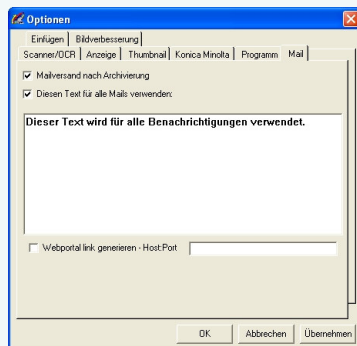 Optionen
Einfügen Bildverbesserung
Scanner/OCR Anzeige Thumbnail Konica Minolta Programm Mail
Mailversand nach Archivierung
Diesen Text für alle Mails verwenden:
Dieser Text wird für alle Benachrichtigungen verwendet.
Webportal link generieren - Host:Port
OK Abbrechen Übernehmen